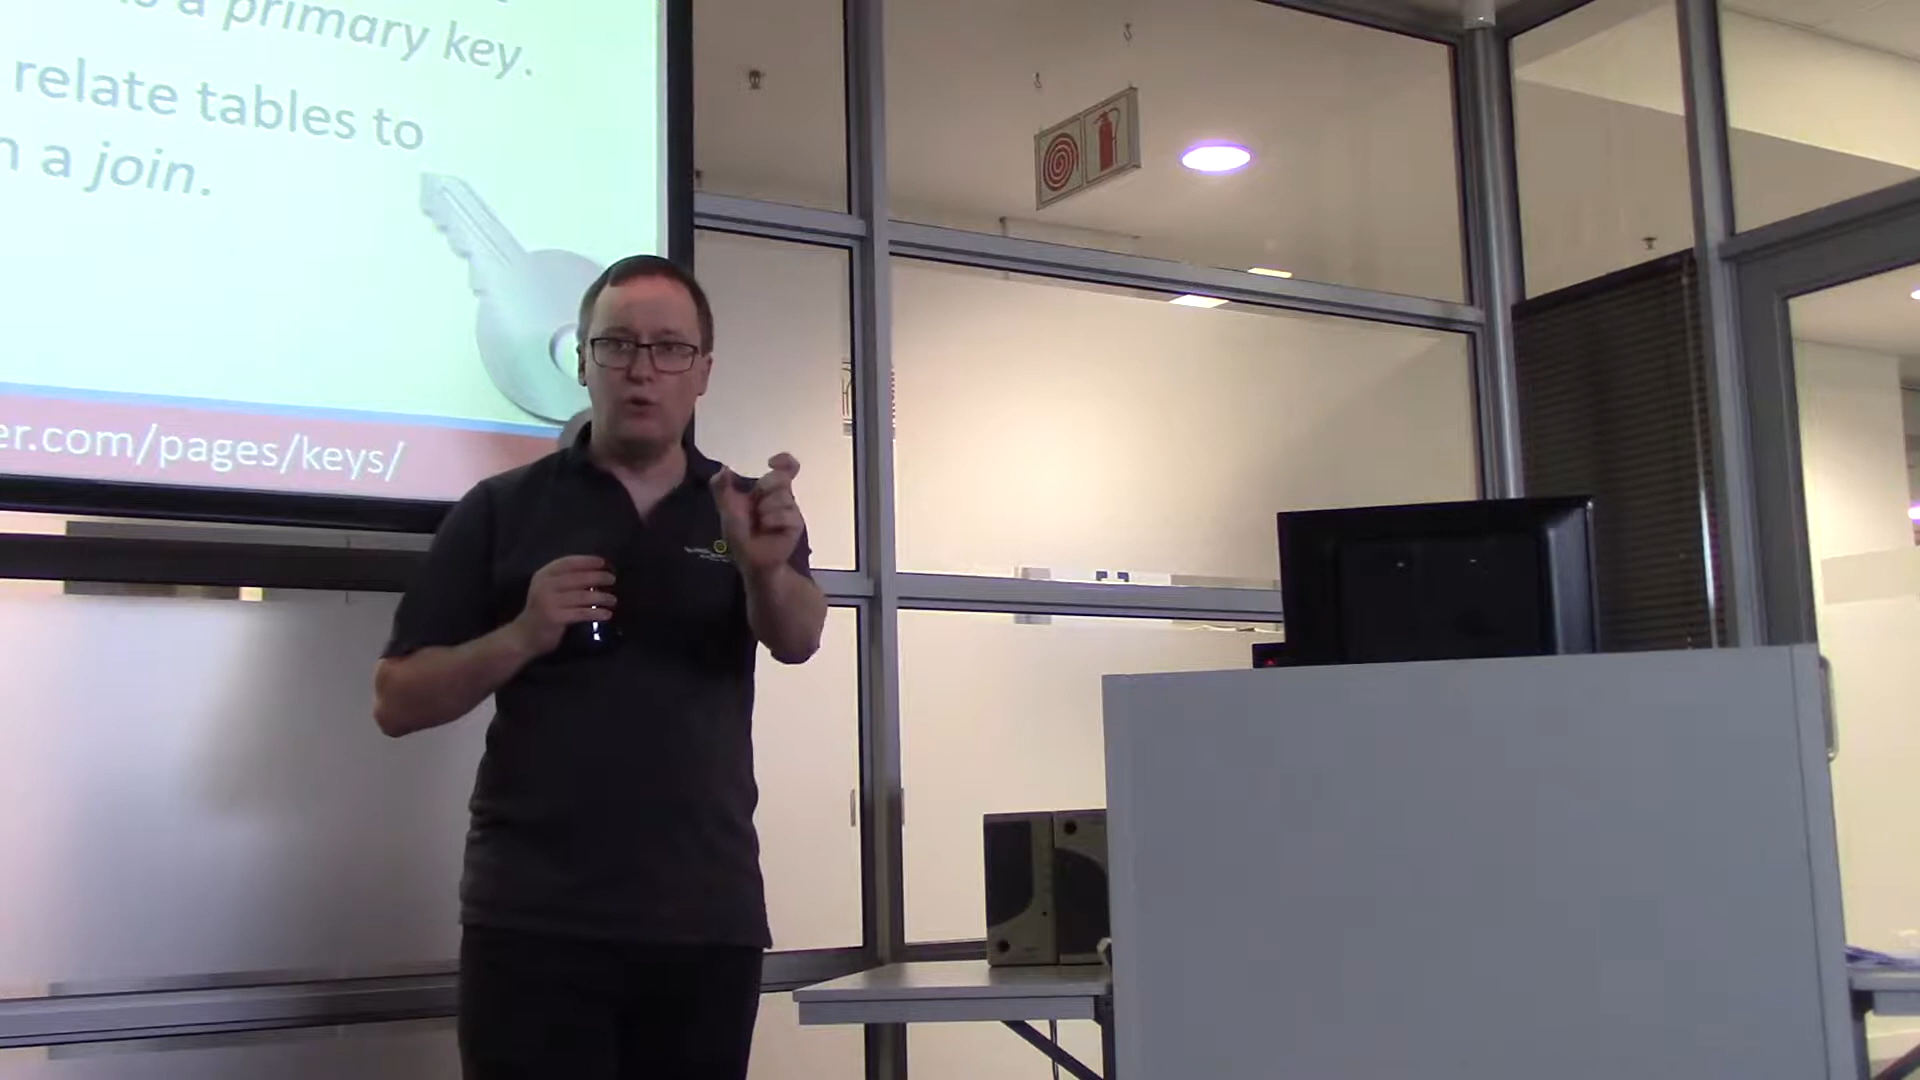 a primary key.
relate tables to
a join.
er.com/pages/keys/